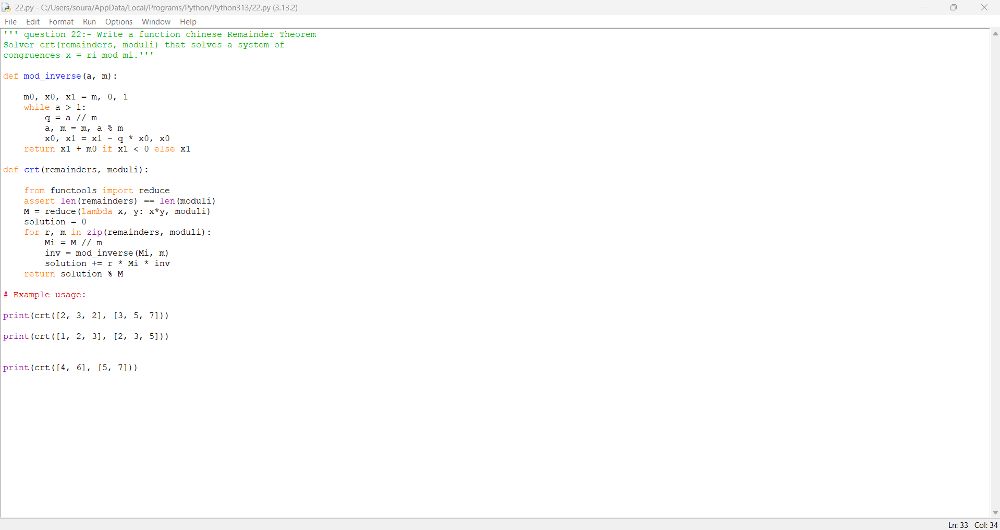 22.py - C:/Users/soura/AppData/Local/Programs/Python/Python313/22.py (3.13.2)
File Edit Format Run Options Window Help
''' question 22:- Write a function chinese Remainder Theorem
Solver crt(remainders, moduli) that solves a system of
congruences x ≡ ri mod mi.'''
def mod_inverse(a, m):
    m0, x0, x1 = m, 0, 1
    while a > 1:
        q = a // m
        a, m = m, a % m
        x0, x1 = x1 - q * x0, x0
    return x1 + m0 if x1 < 0 else x1
def crt(remainders, moduli):
    from functools import reduce
    assert len(remainders) == len(moduli)
    M = reduce(lambda x, y: x*y, moduli)
    solution = 0
    for r, m in zip(remainders, moduli):
        Mi = M // m
        inv = mod_inverse(Mi, m)
        solution += r * Mi * inv
    return solution % M
# Example usage:
print(crt([2, 3, 2], [3, 5, 7]))
print(crt([1, 2, 3], [2, 3, 5]))
print(crt([4, 6], [5, 7]))
Ln: 33 Col: 34